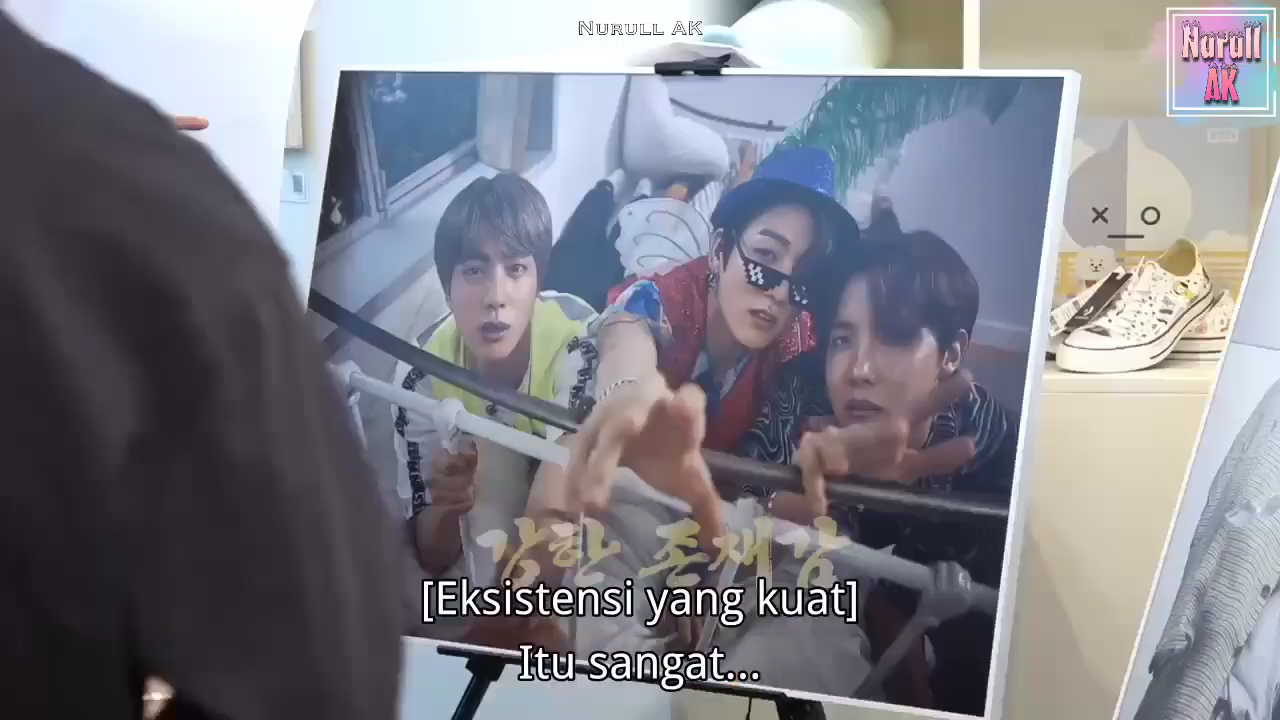 NURULL AK
Nurull
AK
강한 존재감
[Eksistensi yang kuat]
Itu sangat...